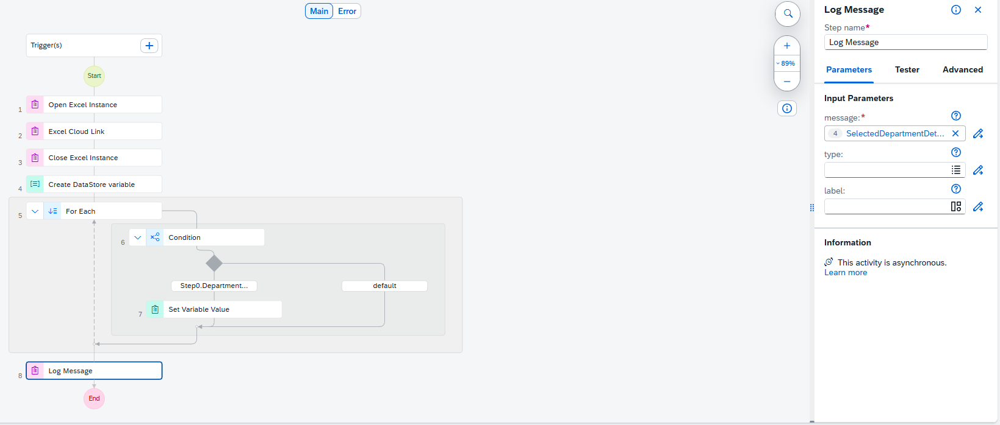 Main
Error
Trigger(s)
Start
1
Open Excel Instance
2
Excel Cloud Link
3
Close Excel Instance
4
Create DataStore variable
5
For Each
6
Condition
Step0.Department...
default
7
Set Variable Value
8
Log Message
End
89%
Log Message
Step name*
Log Message
Parameters
Tester
Advanced
Input Parameters
message:*
4 SelectedDepartmentDet...
type:
label:
Information
This activity is asynchronous.
Learn more